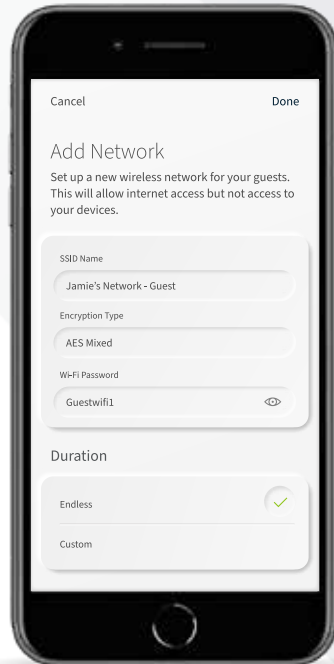 Cancel Done
Add Network
Set up a new wireless network for your guests.
This will allow internet access but not access to
your devices.
SSID Name
Jamie's Network - Guest
Encryption Type
AES Mixed
Wi-Fi Password
Guestwifi1
Duration
Endless
Custom